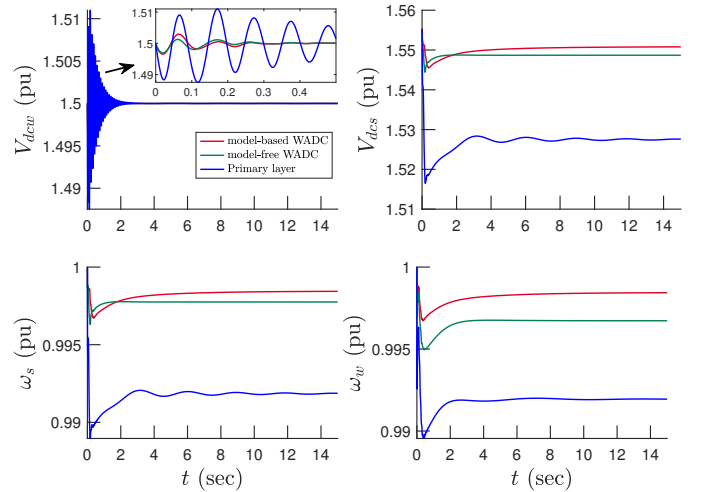 1.51
1.505
1.5
1.495
1.49
V_dcw (pu)
0 2 4 6 8 10 12 14
1.51
1.5
1.49
0 0.1 0.2 0.3 0.4
model-based WADC
model-free WADC
Primary layer
1.56
1.55
1.54
1.53
1.52
1.51
V_dcs (pu)
0 2 4 6 8 10 12 14
1
0.995
0.99
ω_s (pu)
0 2 4 6 8 10 12 14
t (sec)
1
0.995
0.99
ω_w (pu)
0 2 4 6 8 10 12 14
t (sec)